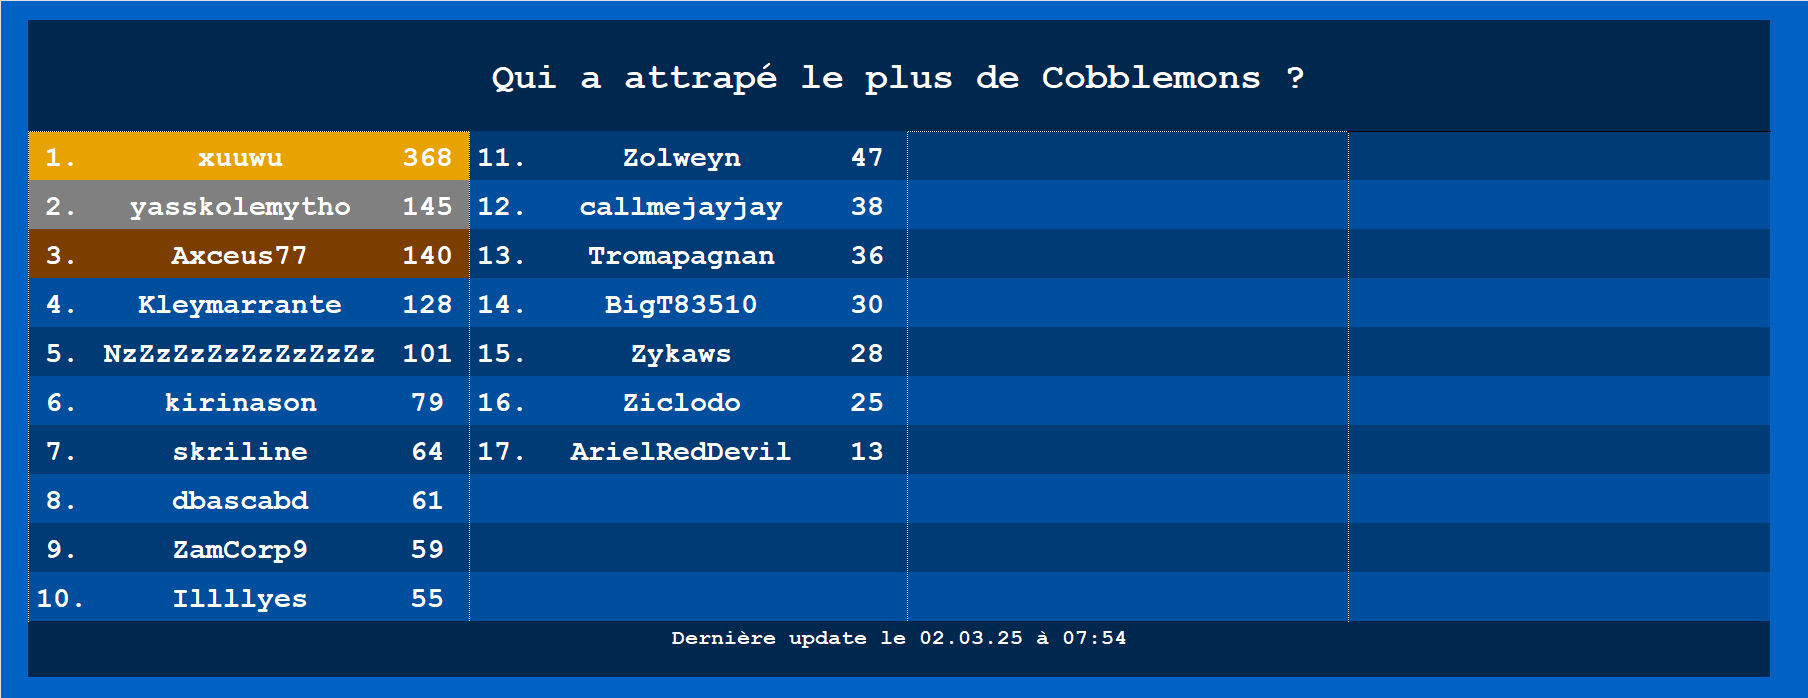 Qui a attrapé le plus de Cobblemons ?
1. xuuwu 368
2. yasskolemytho 145
3. Axceus77 140
4. Kleymarrante 128
5. NzZzZzZzZzZzZzZz 101
6. kirinason 79
7. skriline 64
8. dbascabd 61
9. ZamCorp9 59
10. Illlllyes 55
11. Zolweyn 47
12. callmejayjay 38
13. Tromapagnan 36
14. BigT83510 30
15. Zykaws 28
16. Ziclodo 25
17. ArielRedDevil 13
Dernière update le 02.03.25 à 07:54